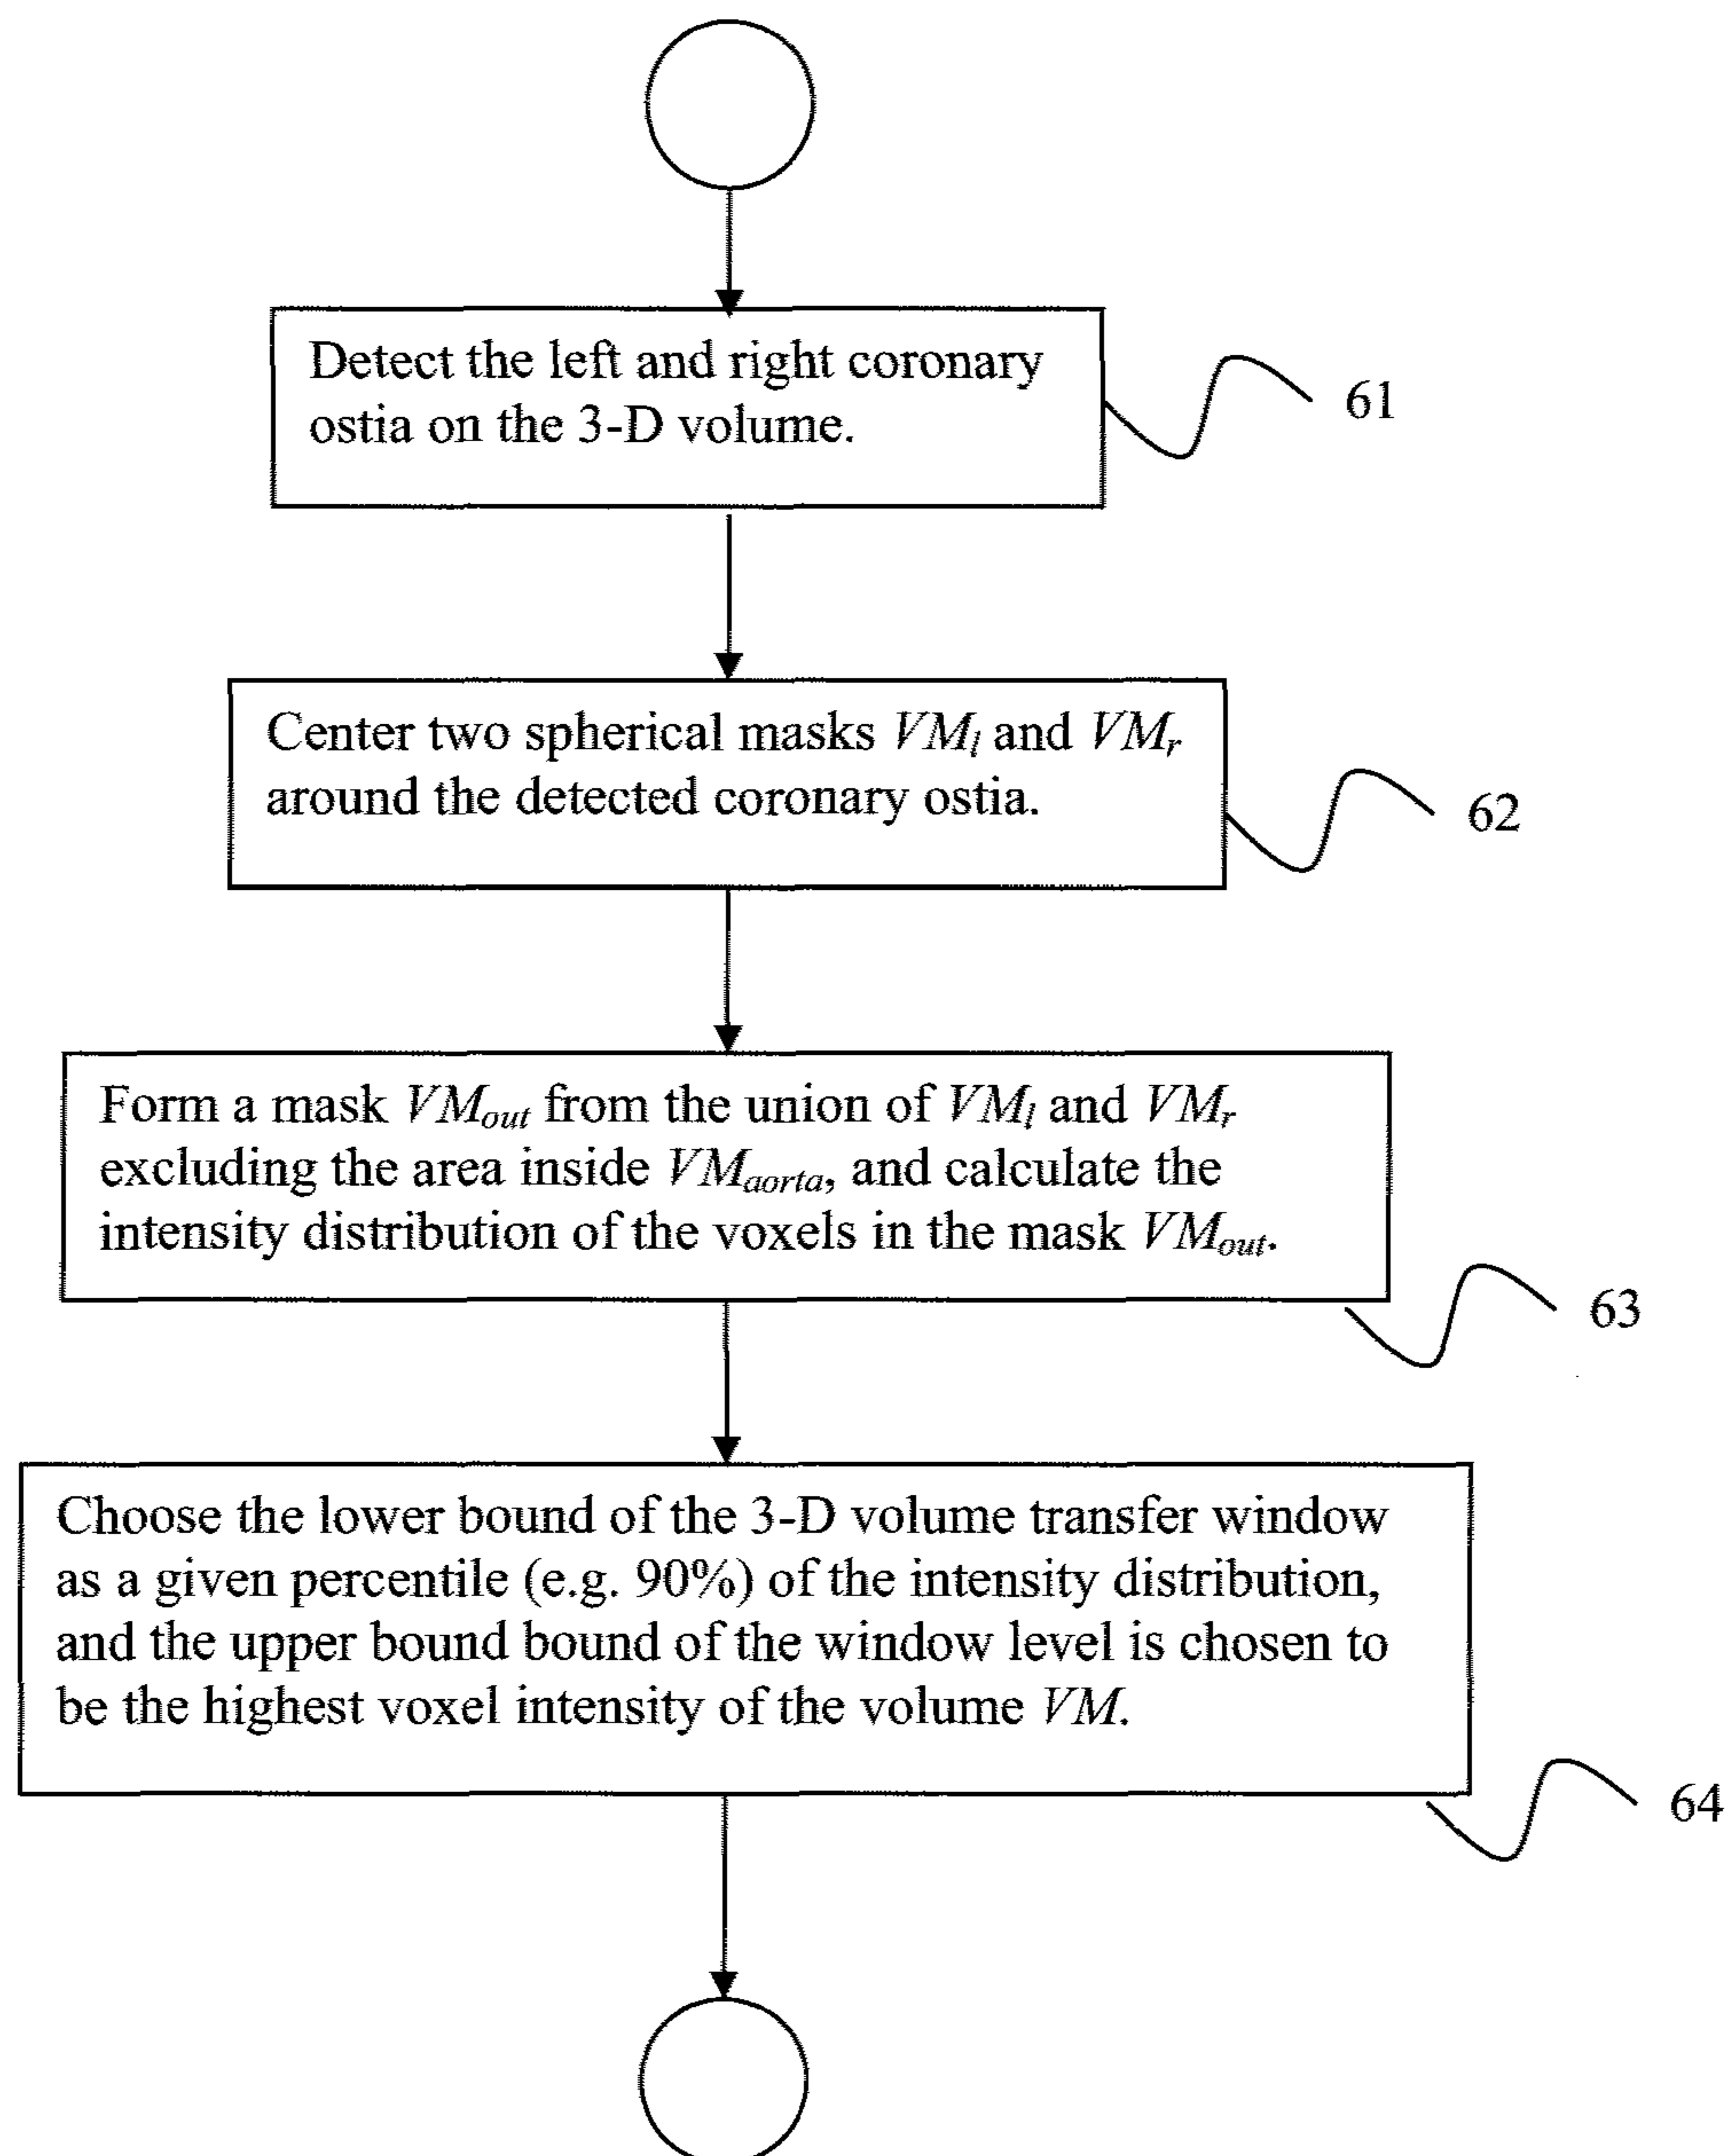 Detect the left and right coronary
ostia on the 3-D volume.
61
Center two spherical masks VMl and VMr
around the detected coronary ostia.
62
Form a mask VMout from the union of VMl and VMr
excluding the area inside VMaorta, and calculate the
intensity distribution of the voxels in the mask VMout.
63
Choose the lower bound of the 3-D volume transfer window
as a given percentile (e.g. 90%) of the intensity distribution,
and the upper bound bound of the window level is chosen to
be the highest voxel intensity of the volume VM.
64